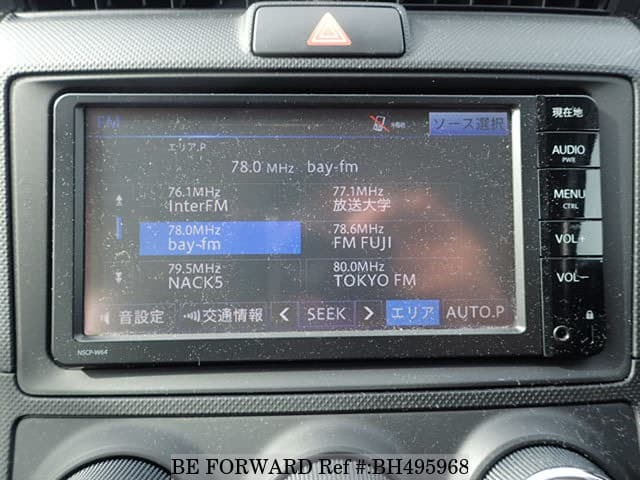 FM
ソース選択
エリア.P
78.0 MHz bay-fm
76.1MHz
InterFM
77.1MHz
放送大学
78.0MHz
bay-fm
78.6MHz
FM FUJI
79.5MHz
NACK5
80.0MHz
TOKYO FM
音設定
交通情報
< SEEK >
エリア
AUTO.P
現在地
AUDIO
PWR
MENU
CTRL
VOL+
VOL−
NSCP-W64
BE FORWARD Ref #:BH495968